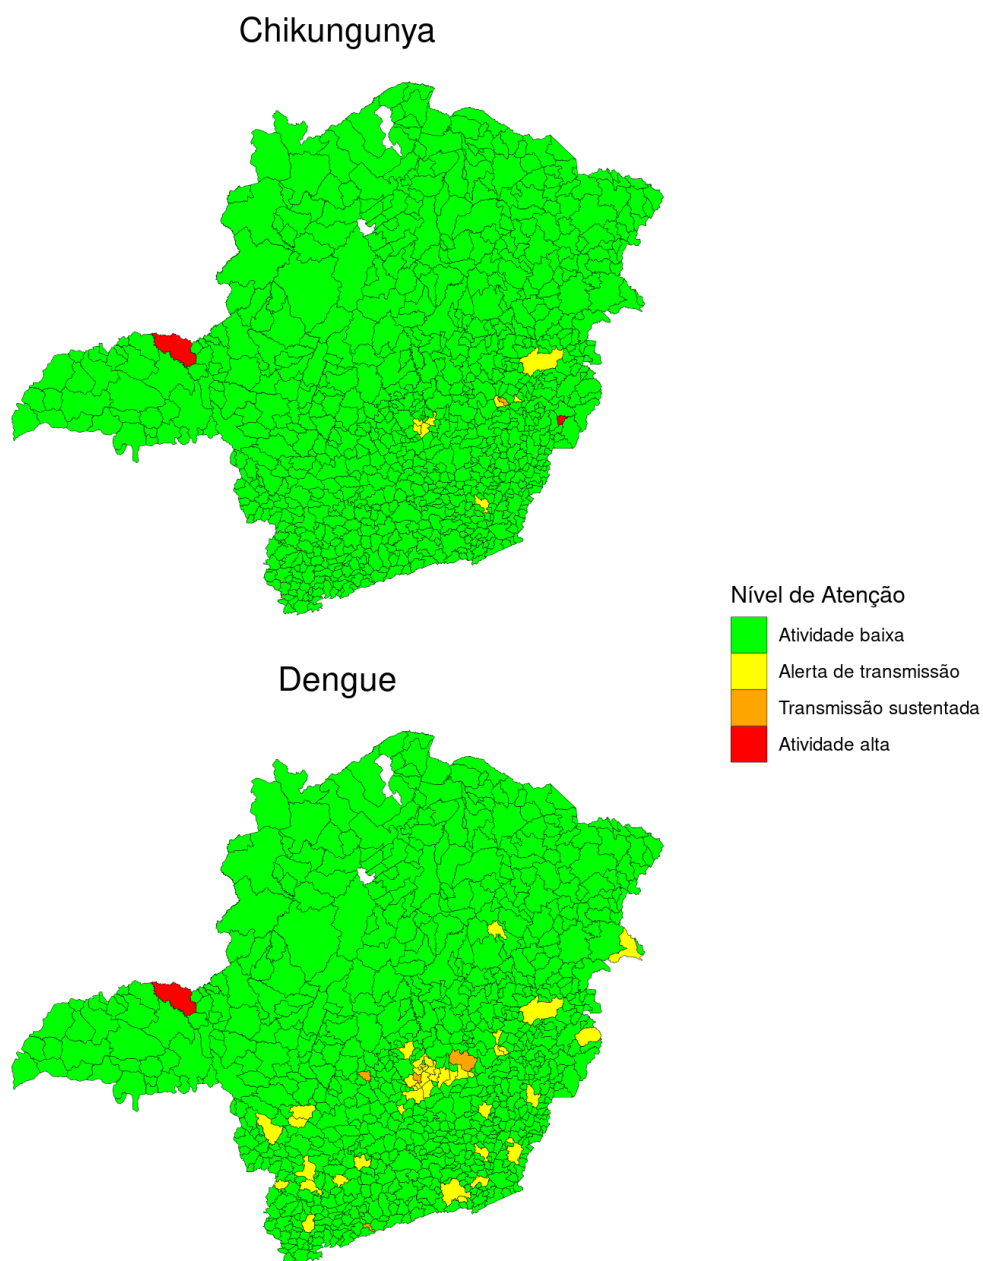 Chikungunya
Nível de Atenção
Atividade baixa
Alerta de transmissão
Transmissão sustentada
Atividade alta
Dengue